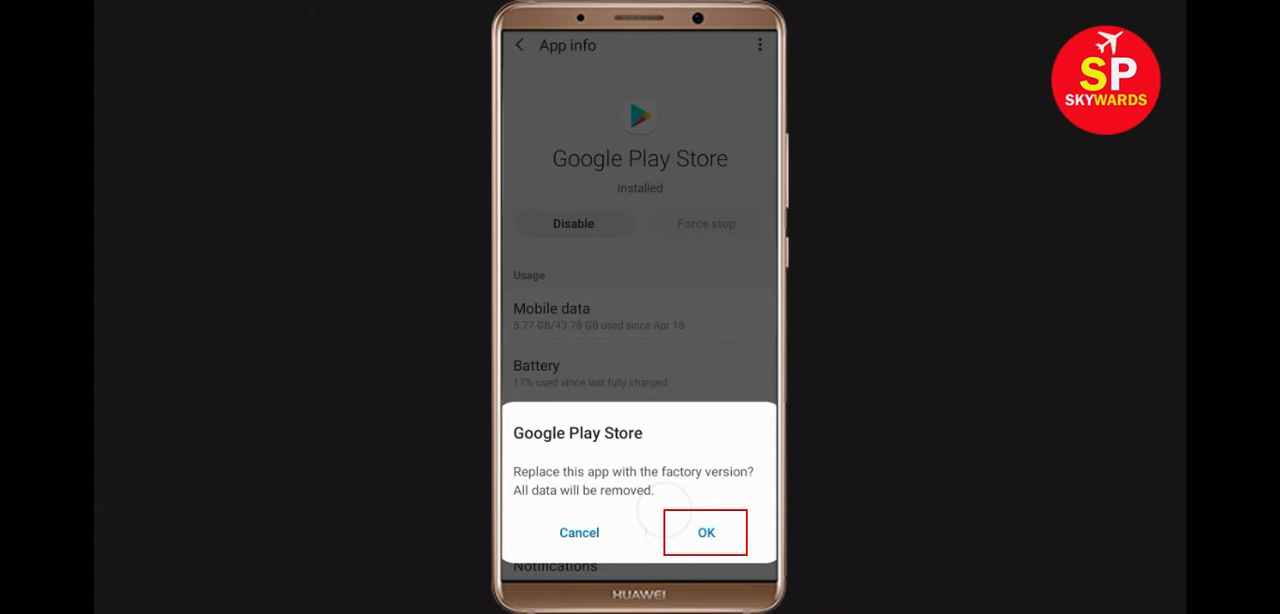 App info
SP
SKYWARDS
Google Play Store
Installed
Disable
Force stop
Usage
Mobile data
5.77 GB/43.78 GB used since Apr 18
Battery
17% used since last fully charged
Google Play Store
Replace this app with the factory version?
All data will be removed.
Cancel
OK
Notifications
HUAWEI